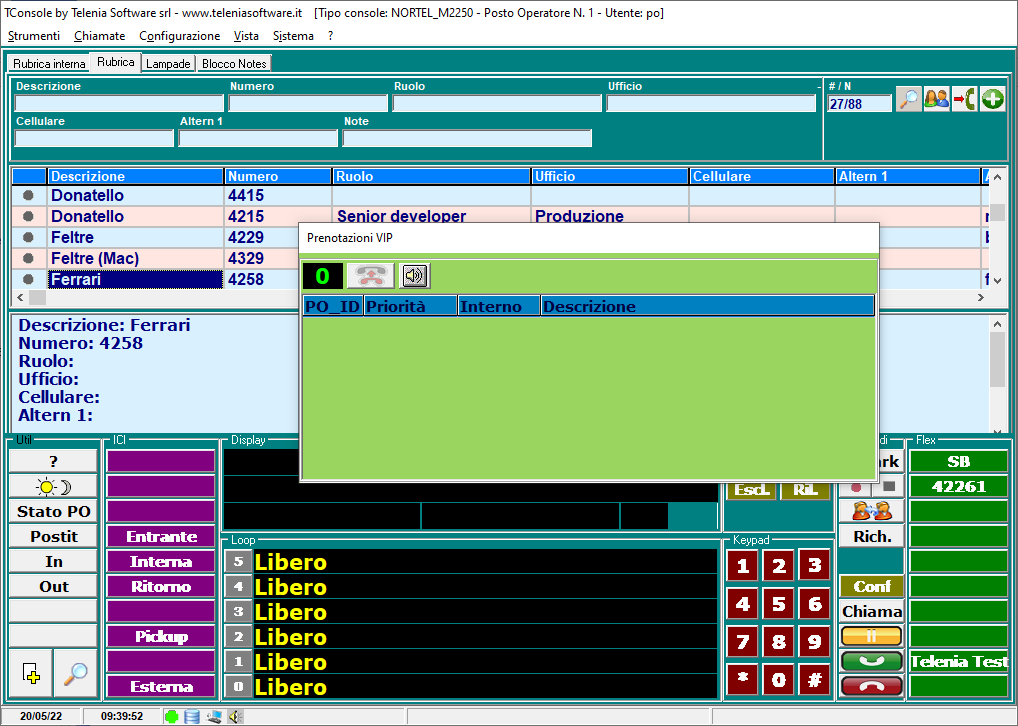 TConsole by Telenia Software srl - www.teleniasoftware.it [Tipo console: NORTEL_M2250 - Posto Operatore N. 1 - Utente: po]
Strumenti Chiamate Configurazione Vista Sistema ?
Rubrica interna Rubrica Lampade Blocco Notes
Descrizione Numero Ruolo Ufficio # / N
27/88
Cellulare Altern 1 Note
Descrizione Numero Ruolo Ufficio Cellulare Altern 1
Donatello 4415
Donatello 4215 Senior developer Produzione
Feltre 4229
Feltre (Mac) 4329
Ferrari 4258
Prenotazioni VIP
0
PO_ID Priorità Interno Descrizione
Descrizione: Ferrari
Numero: 4258
Ruolo:
Ufficio:
Cellulare:
Altern 1:
Util ICI Display Flex
? SB
42261
Stato PO
Escl. Ril.
Postit Entrante Rich.
Loop Keypad
In Interna 5 Libero 1 2 3
Out Ritorno 4 Libero Conf
3 Libero 4 5 6 Chiama
Pickup 2 Libero 7 8 9
1 Libero Telenia Test
Esterna 0 Libero * 0 #
20/05/22 09:39:52